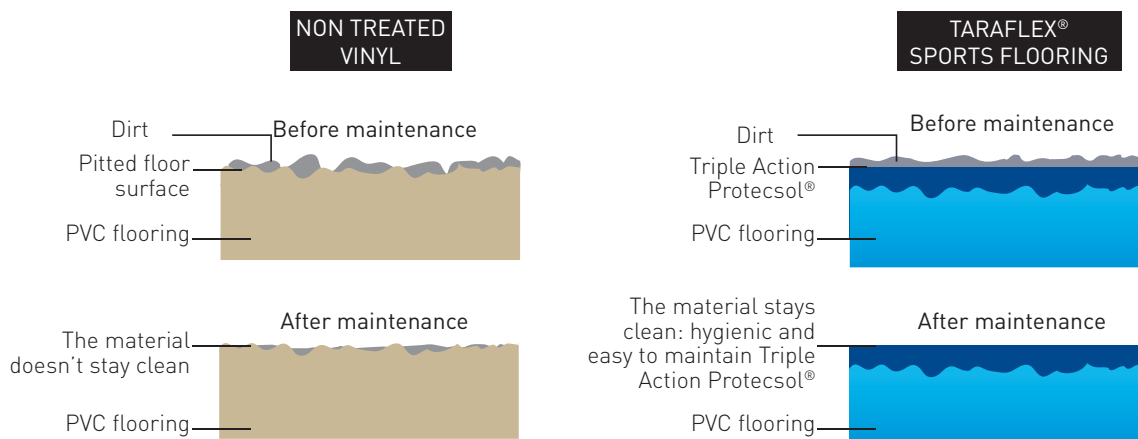 NON TREATED
VINYL
Dirt
Before maintenance
Pitted floor
surface
PVC flooring
After maintenance
The material
doesn't stay clean
PVC flooring
TARAFLEX®
SPORTS FLOORING
Before maintenance
Dirt
Triple Action
Protecsol®
PVC flooring
The material stays
clean: hygienic and
easy to maintain Triple
Action Protecsol®
After maintenance
PVC flooring